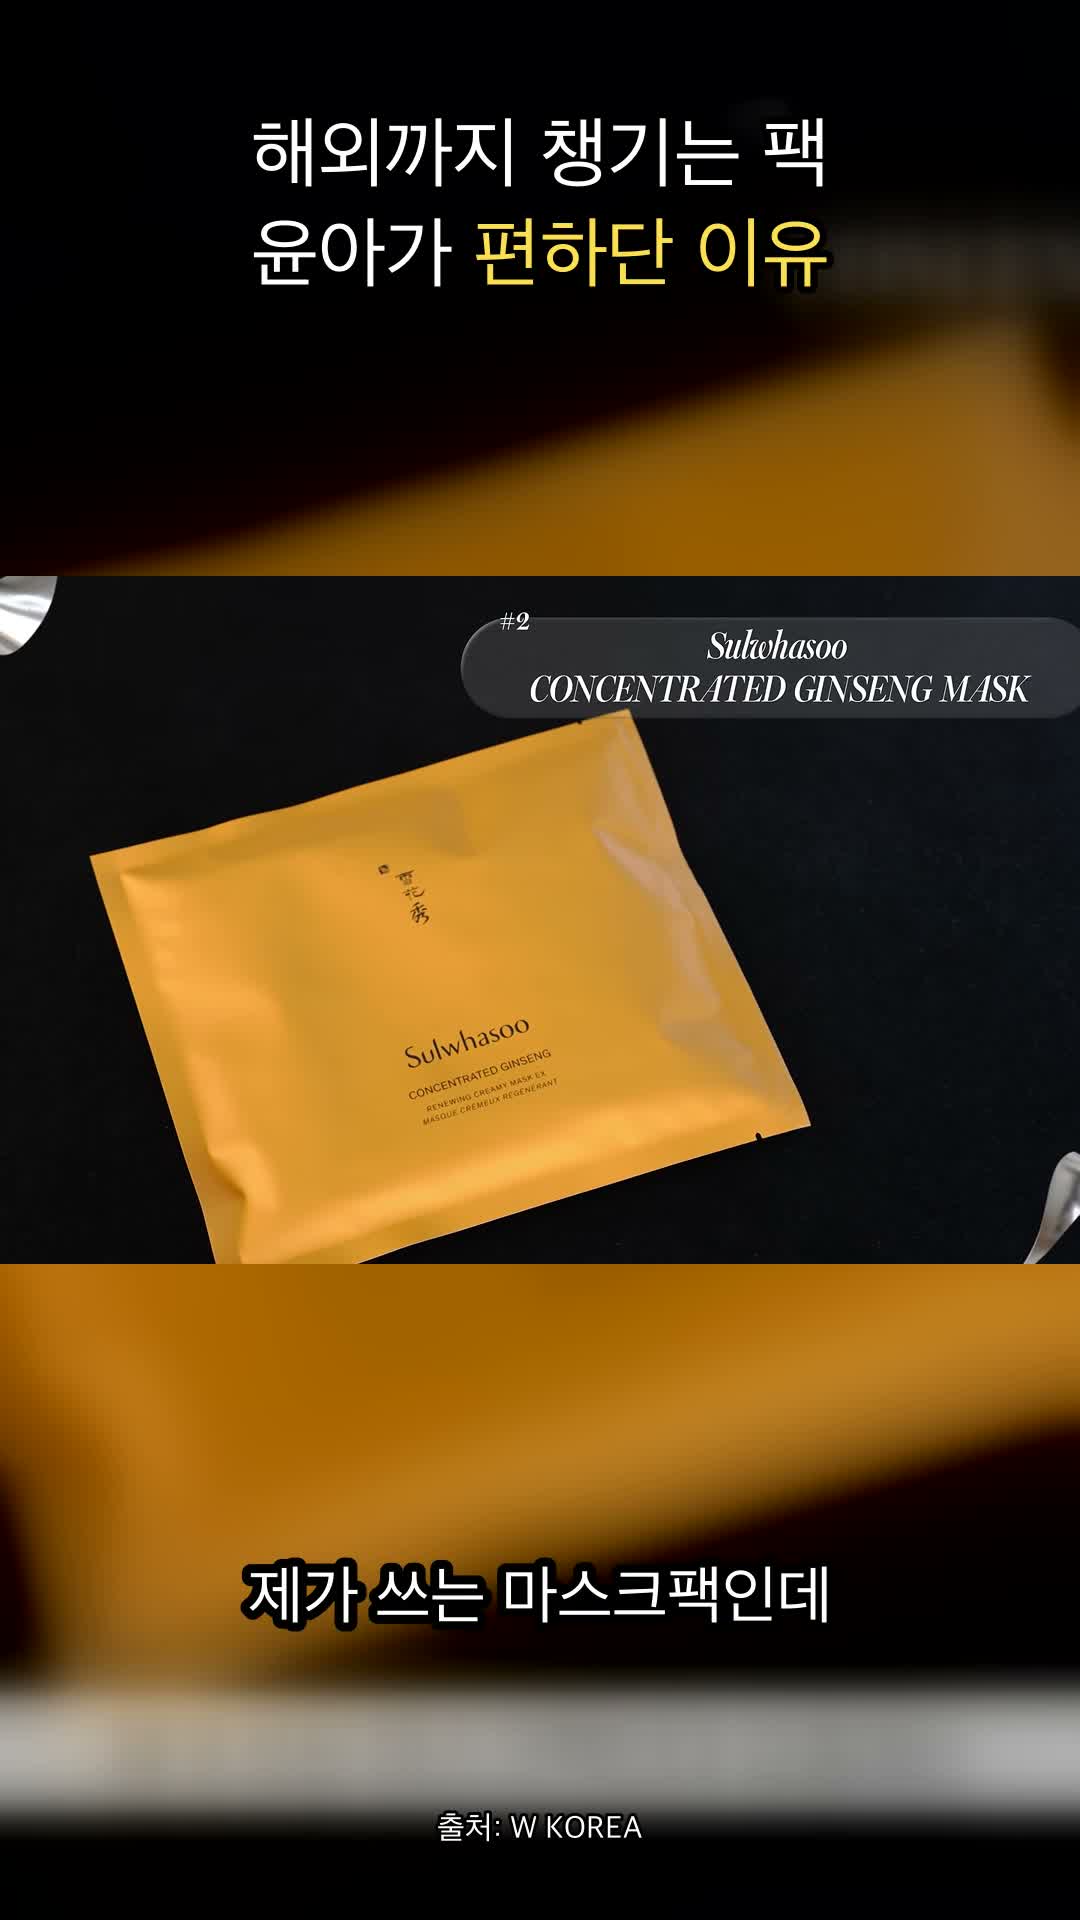 해외까지 챙기는 팩
윤아가 편하단 이유
#2
Sulwhasoo
CONCENTRATED GINSENG MASK
雪花秀
Sulwhasoo
CONCENTRATED GINSENG
RENEWING CREAMY MASK EX
MASQUE CRÉMEUX RÉGÉNÉRANT
제가 쓰는 마스크팩인데
출처: W KOREA